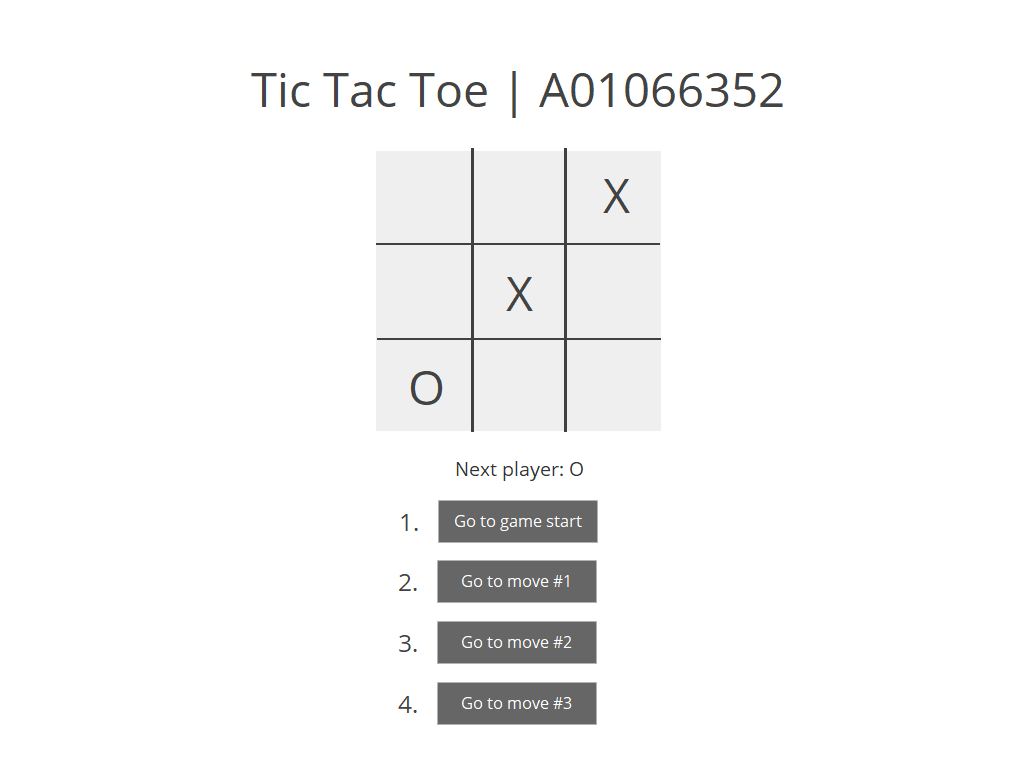 Tic Tac Toe | A01066352
X
X
O
Next player: O
1. Go to game start
2. Go to move #1
3. Go to move #2
4. Go to move #3